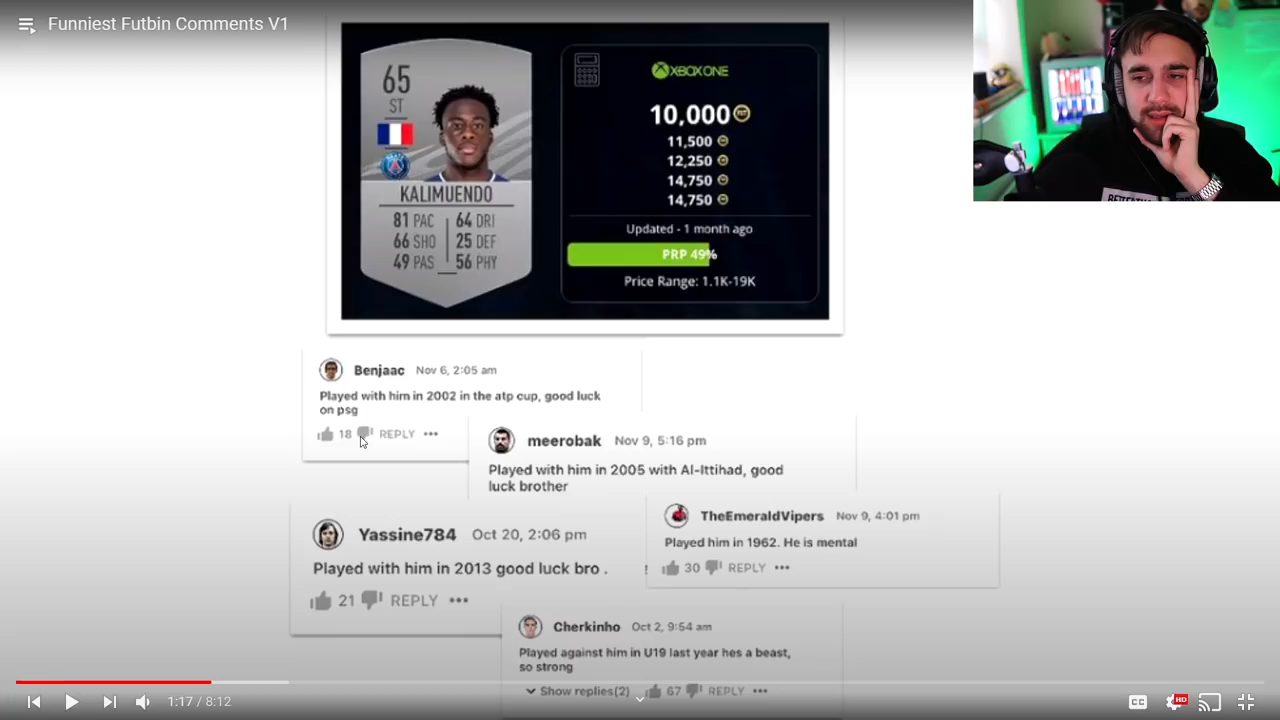 Funniest Futbin Comments V1
65
ST
KALIMUENDO
81 PAC 64 DRI
66 SHO 25 DEF
49 PAS 56 PHY
XBOX ONE
10,000
11,500
12,250
14,750
14,750
Updated - 1 month ago
PRP 49%
Price Range: 1.1K-19K
Benjaac Nov 6, 2:05 am
Played with him in 2002 in the atp cup, good luck
on psg
18 REPLY
meerobak Nov 9, 5:16 pm
Played with him in 2005 with Al-Ittihad, good
luck brother
Yassine784 Oct 20, 2:06 pm
Played with him in 2013 good luck bro .
21 REPLY
TheEmeraldVipers Nov 9, 4:01 pm
Played him in 1962. He is mental
30 REPLY
Cherkinho Oct 2, 9:54 am
Played against him in U19 last year hes a beast,
so strong
Show replies(2) 67 REPLY
1:17 / 8:12
CC
HD